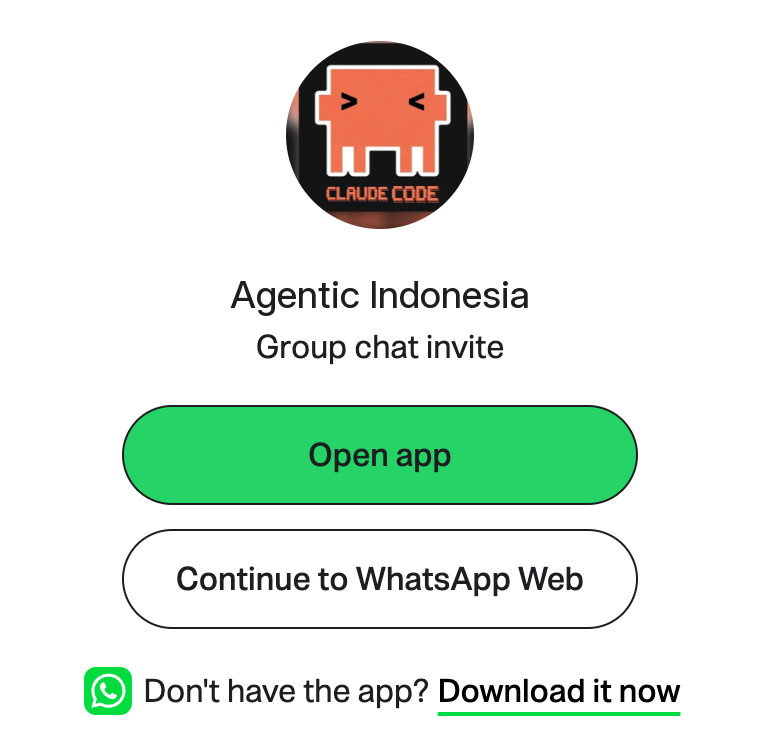 CLAUDE CODE
Agentic Indonesia
Group chat invite
Open app
Continue to WhatsApp Web
Don't have the app? Download it now